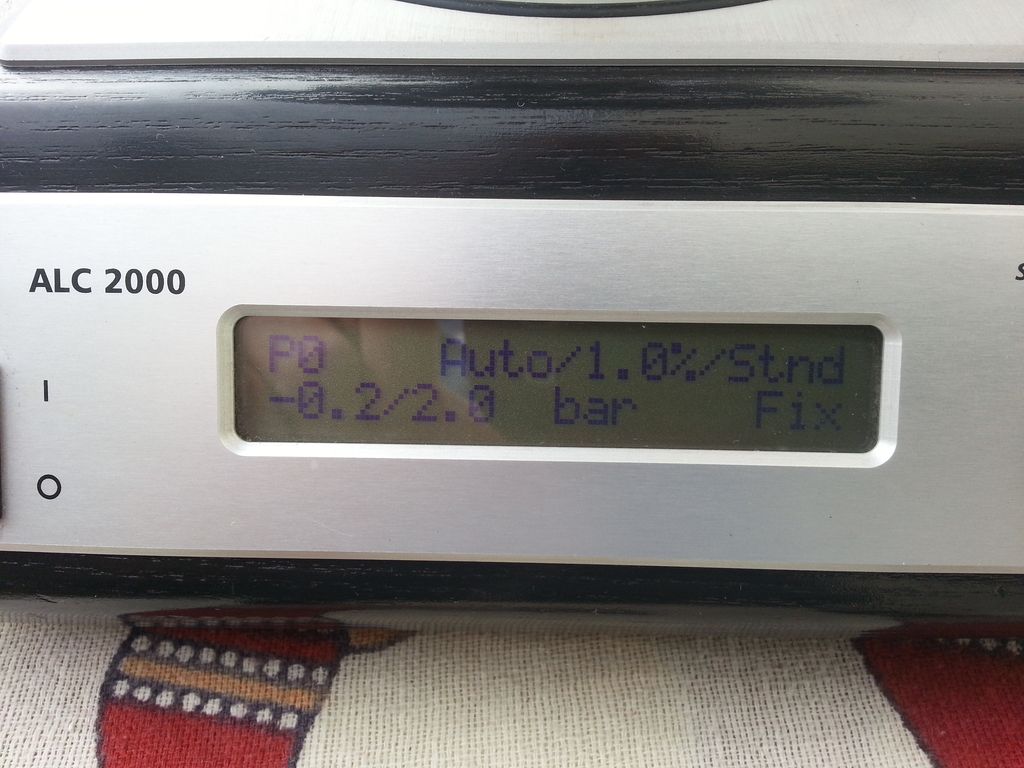 ALC 2000
P0 Auto/1.0%/Stnd
-0.2/2.0 bar Fix
I
O